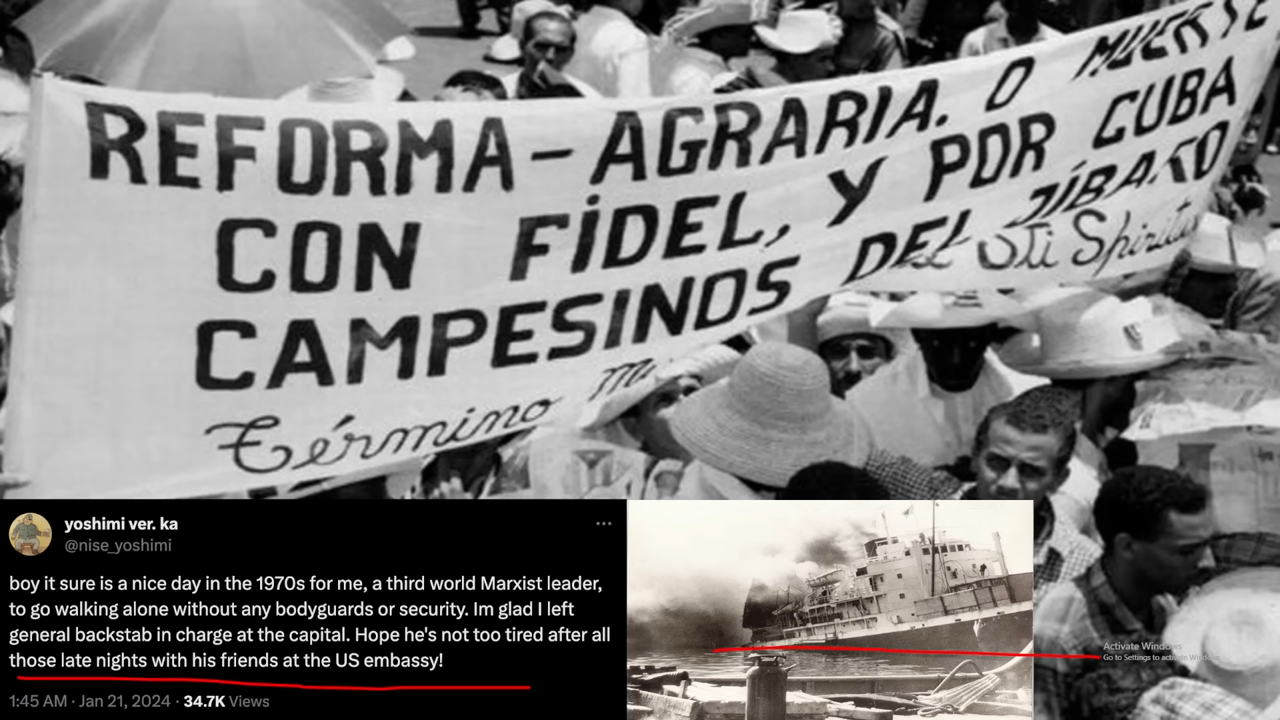 REFORMA - AGRARIA. O MUERTE
CON FİDEL, Y POR CUBA
CAMPESINOS DEL JÍBARO
Término Sti Spiritu
yoshimi ver. ka
@nise_yoshimi
boy it sure is a nice day in the 1970s for me, a third world Marxist leader,
to go walking alone without any bodyguards or security. Im glad I left
general backstab in charge at the capital. Hope he's not too tired after all
those late nights with his friends at the US embassy!
1:45 AM · Jan 21, 2024 · 34.7K Views
Activate Windows
Go to Settings to activate